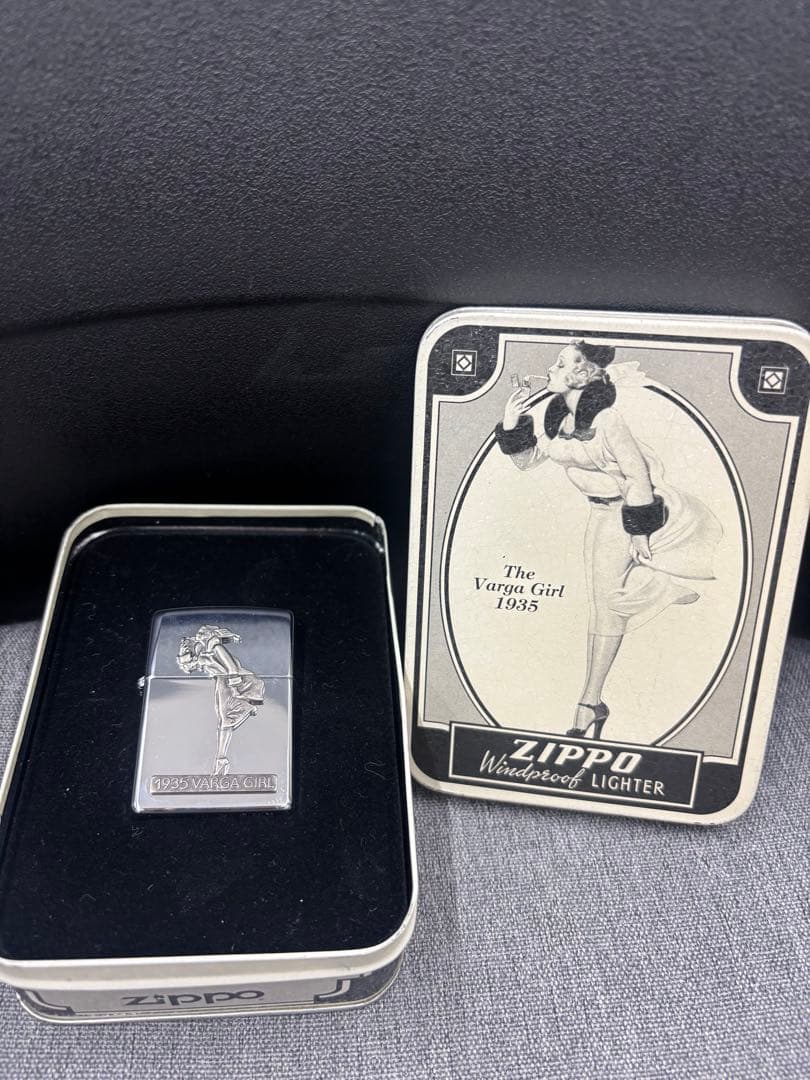 The
Varga Girl
1935
ZIPPO
Windproof LIGHTER
1935 VARGA GIRL
zippo